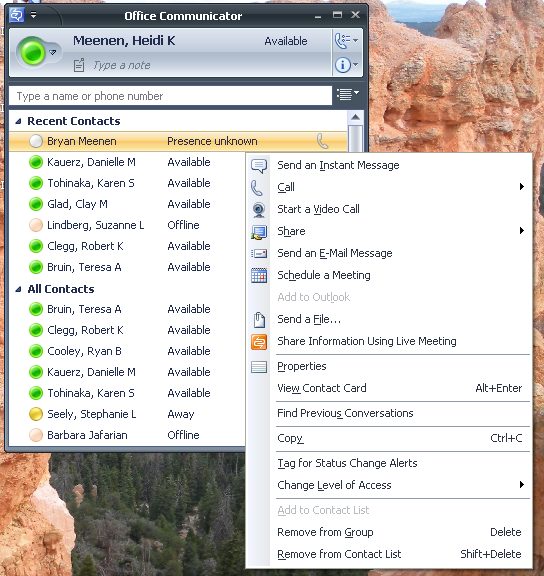 Office Communicator
Meenen, Heidi K Available
Type a note
Type a name or phone number
Recent Contacts
Bryan Meenen Presence unknown
Kauerz, Danielle M Available
Tohinaka, Karen S Available
Glad, Clay M Available
Lindberg, Suzanne L Offline
Clegg, Robert K Available
Bruin, Teresa A Available
All Contacts
Bruin, Teresa A Available
Clegg, Robert K Available
Cooley, Ryan B Available
Kauerz, Danielle M Available
Tohinaka, Karen S Available
Seely, Stephanie L Away
Barbara Jafarian Offline
Send an Instant Message
Call
Start a Video Call
Share
Send an E-Mail Message
Schedule a Meeting
Add to Outlook
Send a File...
Share Information Using Live Meeting
Properties
View Contact Card Alt+Enter
Find Previous Conversations
Copy Ctrl+C
Tag for Status Change Alerts
Change Level of Access
Add to Contact List
Remove from Group Delete
Remove from Contact List Shift+Delete